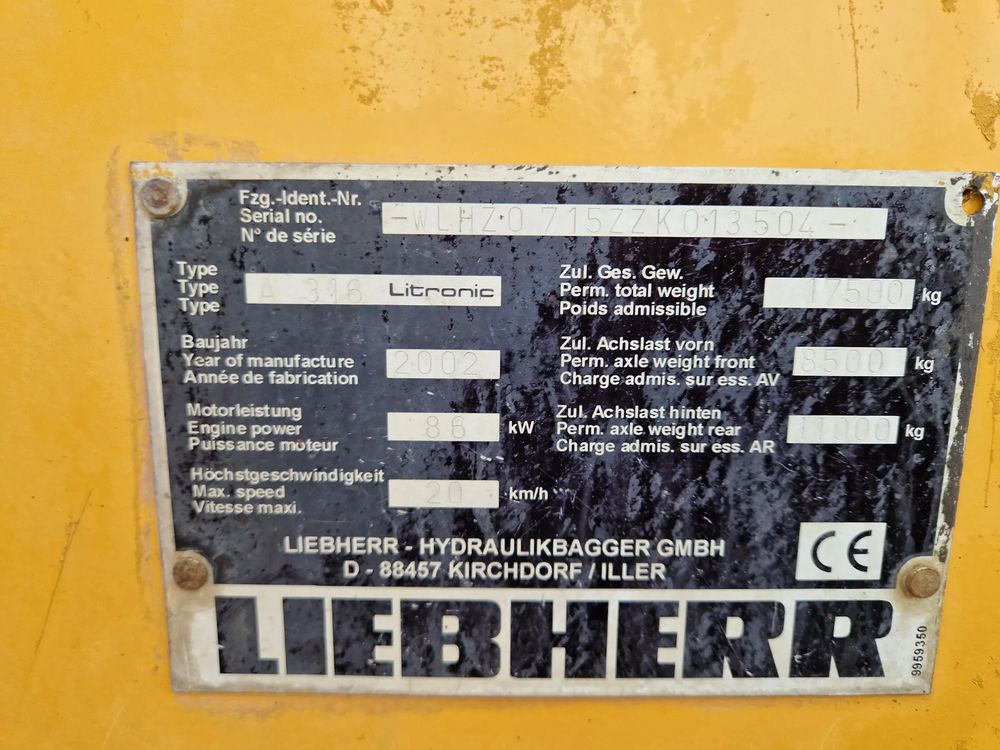 Fzg.-Ident.-Nr.
Serial no.
N° de série
-WLHZ0715ZZK013504-
Type
Type
Type
A 316 Litronic
Baujahr
Year of manufacture
Année de fabrication
2002
Motorleistung
Engine power
Puissance moteur
86 kW
Höchstgeschwindigkeit
Max. speed
Vitesse maxi.
20 km/h
Zul. Ges. Gew.
Perm. total weight
Poids admissible
17500 kg
Zul. Achslast vorn
Perm. axle weight front
Charge admis. sur ess. AV
8500 kg
Zul. Achslast hinten
Perm. axle weight rear
Charge admis. sur ess. AR
11000 kg
LIEBHERR - HYDRAULIKBAGGER GMBH
D - 88457 KIRCHDORF / ILLER
CE
LIEBHERR
9959350